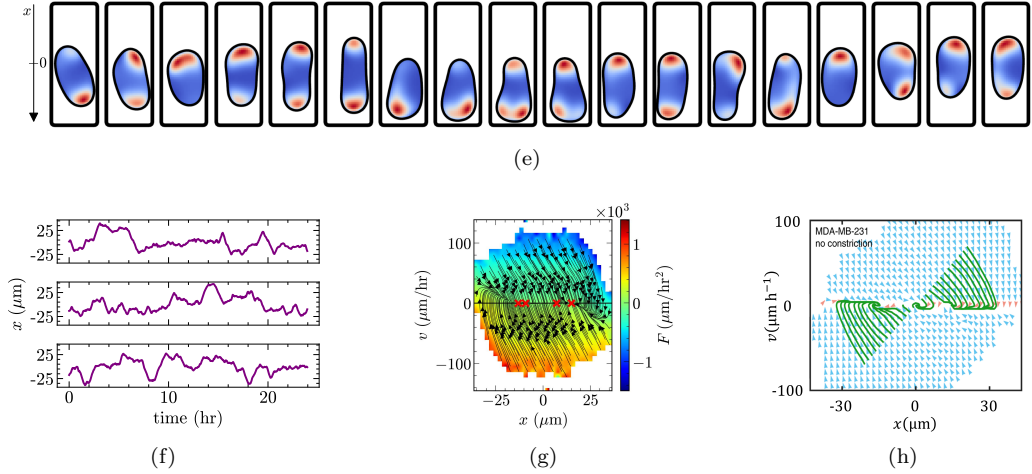 x
0
(e)
25
-25
25
-25
25
-25
x (μm)
0 10 20
time (hr)
(f)
×10³
100
0
-100
v (μm/hr)
-25 0 25
x (μm)
1
0
-1
F (μm/hr²)
(g)
100
0
-100
v(μm h⁻¹)
MDA-MB-231
no constriction
-30 0 30
x(μm)
(h)